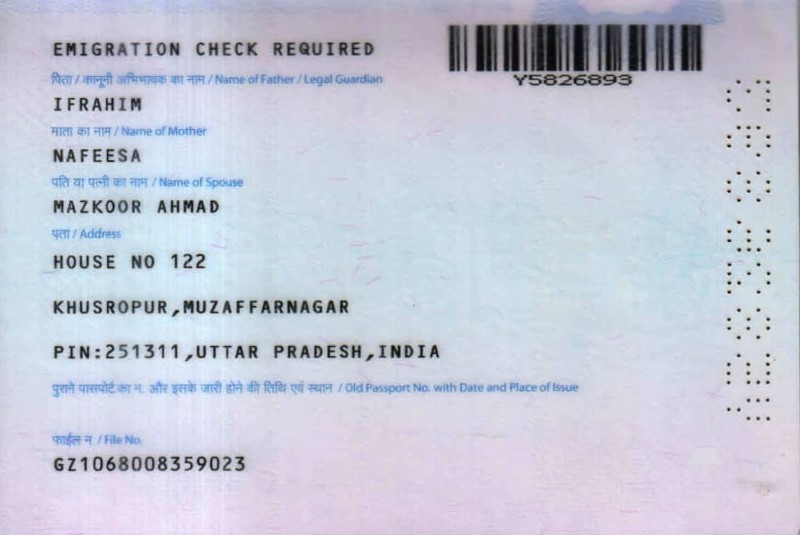 EMIGRATION CHECK REQUIRED
Y5826893
पिता / कानूनी अभिभावक का नाम / Name of Father / Legal Guardian
IFRAHIM
माता का नाम / Name of Mother
NAFEESA
पति या पत्नी का नाम / Name of Spouse
MAZKOOR AHMAD
पता / Address
HOUSE NO 122
KHUSROPUR,MUZAFFARNAGAR
PIN:251311,UTTAR PRADESH,INDIA
पुराने पासपोर्ट का न. और इसके जारी होने की तिथि एवं स्थान / Old Passport No. with Date and Place of Issue
फाईल न / File No.
GZ1068008359023